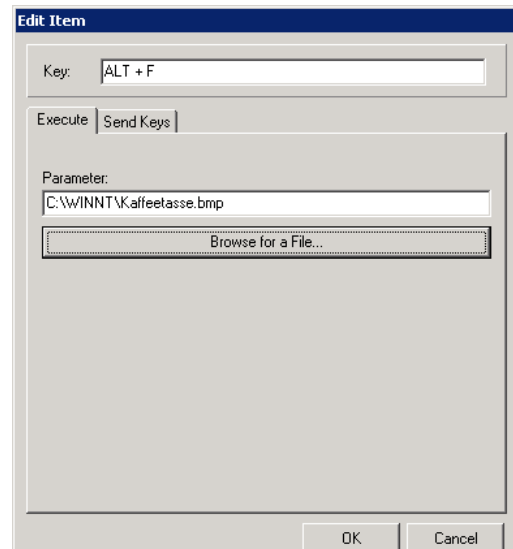 Edit Item
Key: ALT + F
Execute Send Keys
Parameter:
C:\WINNT\Kaffeetasse.bmp
Browse for a File...
OK Cancel